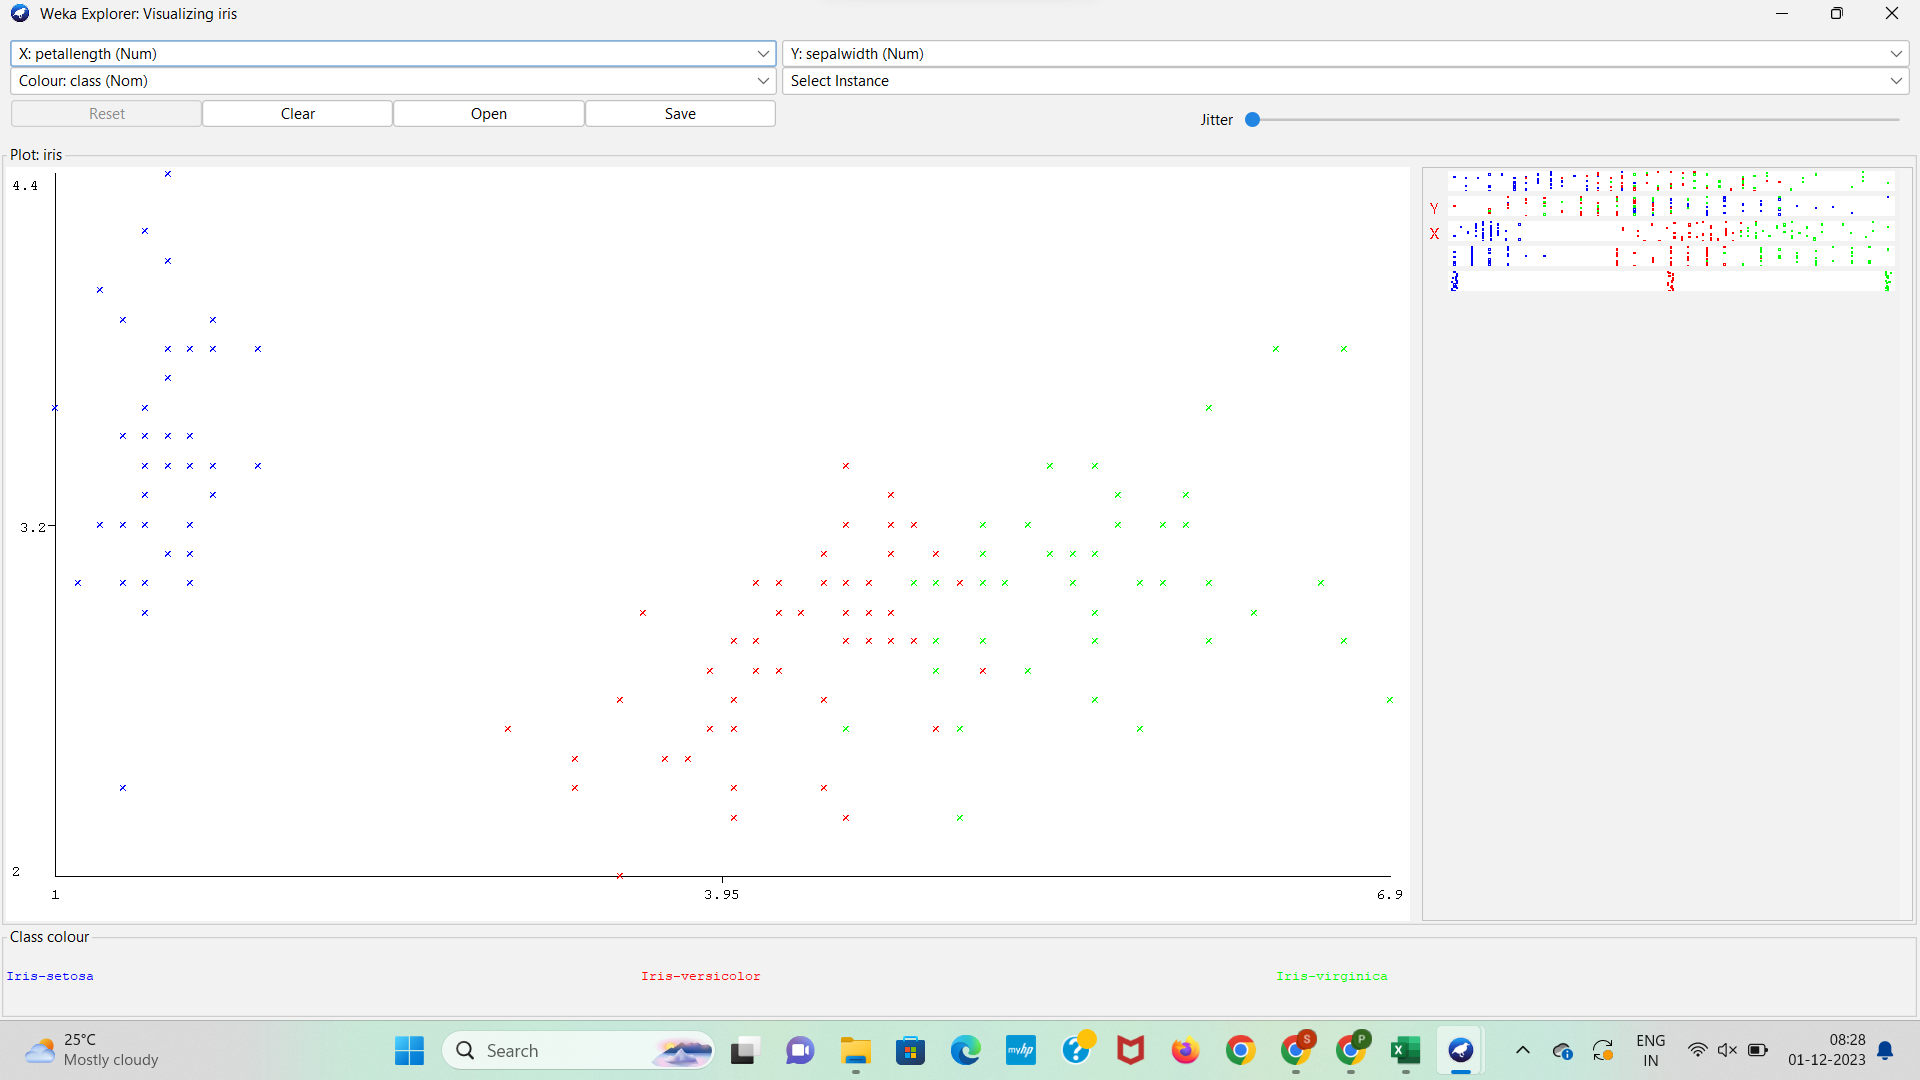 Weka Explorer: Visualizing iris
X: petallength (Num)
Y: sepalwidth (Num)
Colour: class (Nom)
Select Instance
Reset
Clear
Open
Save
Jitter
Plot: iris
4.4
3.2
2
1
3.95
6.9
Y
X
Class colour
Iris-setosa
Iris-versicolor
Iris-virginica
25°C
Mostly cloudy
Search
myhp
S
P
X
ENG
IN
08:28
01-12-2023